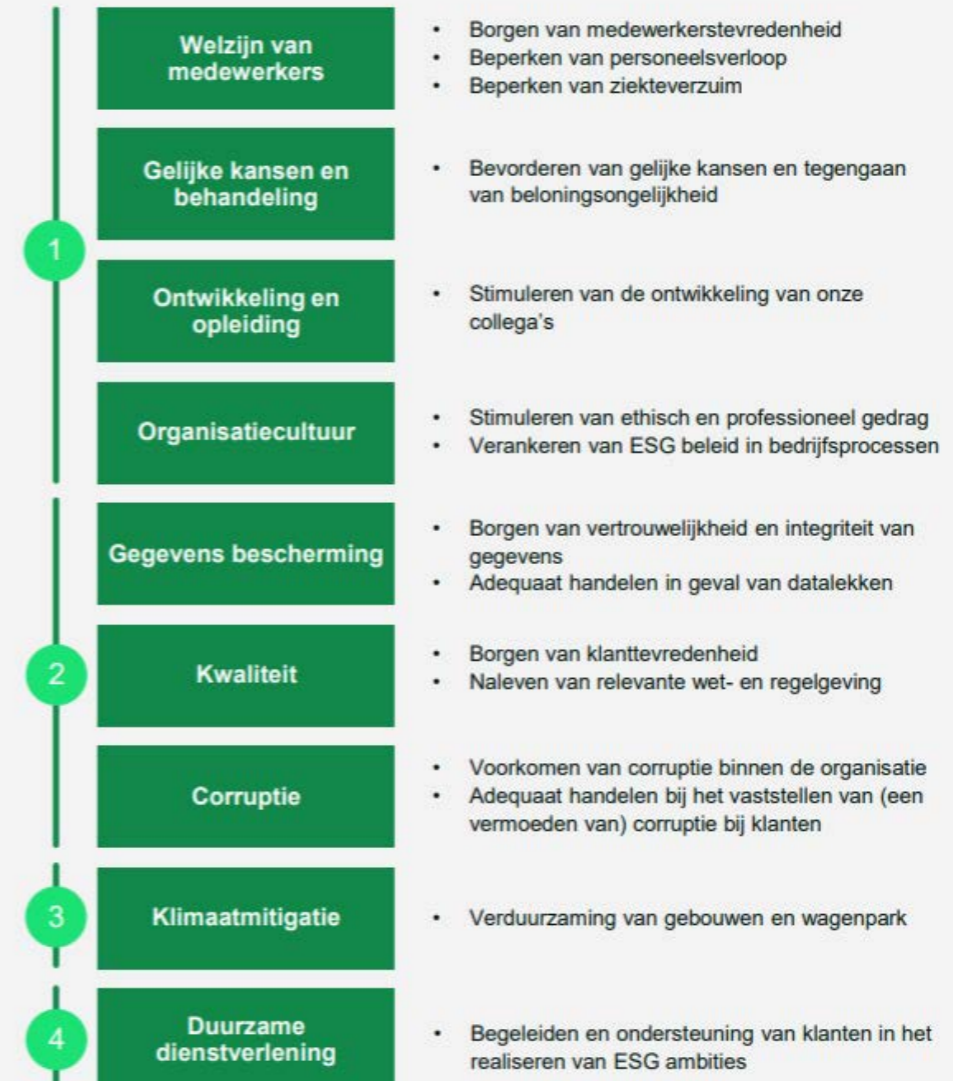 Welzijn van
medewerkers
• Borgen van medewerkerstevredenheid
• Beperken van personeelsverloop
• Beperken van ziekteverzuim
Gelijke kansen en
behandeling
• Bevorderen van gelijke kansen en tegengaan
van beloningsongelijkheid
1
Ontwikkeling en
opleiding
• Stimuleren van de ontwikkeling van onze
collega's
Organisatiecultuur
• Stimuleren van ethisch en professioneel gedrag
• Verankeren van ESG beleid in bedrijfsprocessen
Gegevens bescherming
• Borgen van vertrouwelijkheid en integriteit van
gegevens
• Adequaat handelen in geval van datalekken
2
Kwaliteit
• Borgen van klanttevredenheid
• Naleven van relevante wet- en regelgeving
Corruptie
• Voorkomen van corruptie binnen de organisatie
• Adequaat handelen bij het vaststellen van (een
vermoeden van) corruptie bij klanten
3
Klimaatmitigatie
• Verduurzaming van gebouwen en wagenpark
4
Duurzame
dienstverlening
• Begeleiden en ondersteuning van klanten in het
realiseren van ESG ambities